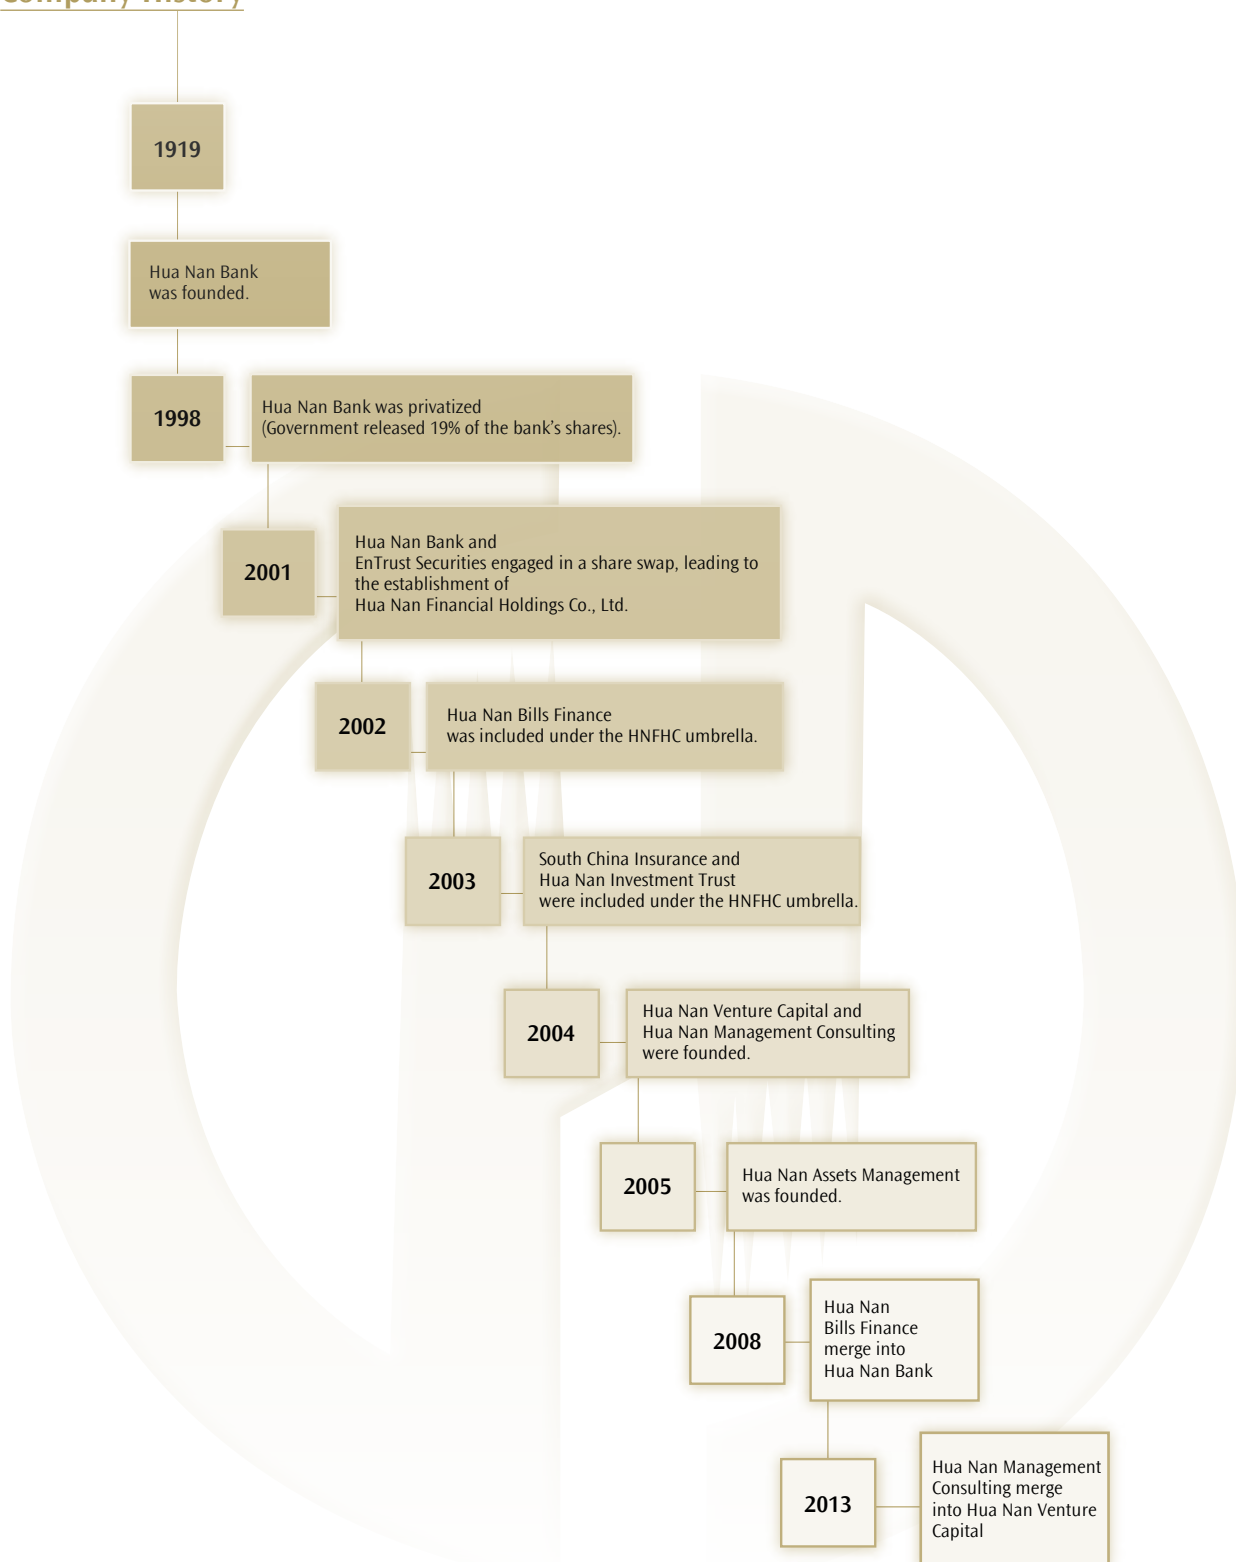 Company History
1919
Hua Nan Bank
was founded.
1998
Hua Nan Bank was privatized
(Government released 19% of the bank’s shares).
2001
Hua Nan Bank and
EnTrust Securities engaged in a share swap, leading to
the establishment of
Hua Nan Financial Holdings Co., Ltd.
2002
Hua Nan Bills Finance
was included under the HNFHC umbrella.
2003
South China Insurance and
Hua Nan Investment Trust
were included under the HNFHC umbrella.
2004
Hua Nan Venture Capital and
Hua Nan Management Consulting
were founded.
2005
Hua Nan Assets Management
was founded.
2008
Hua Nan
Bills Finance
merge into
Hua Nan Bank
2013
Hua Nan Management
Consulting merge
into Hua Nan Venture
Capital